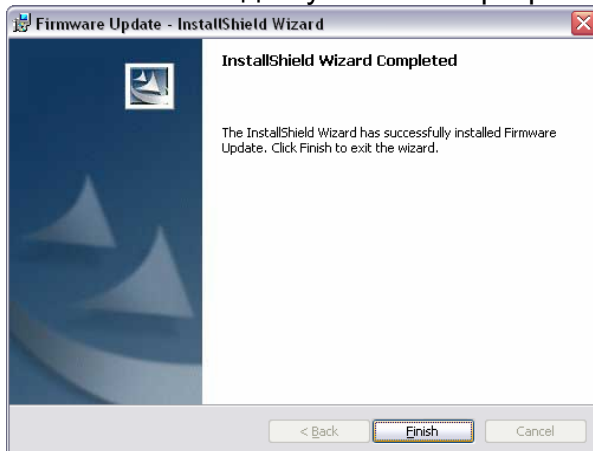 Firmware Update - InstallShield Wizard
InstallShield Wizard Completed
The InstallShield Wizard has successfully installed Firmware
Update. Click Finish to exit the wizard.
< Back
Finish
Cancel